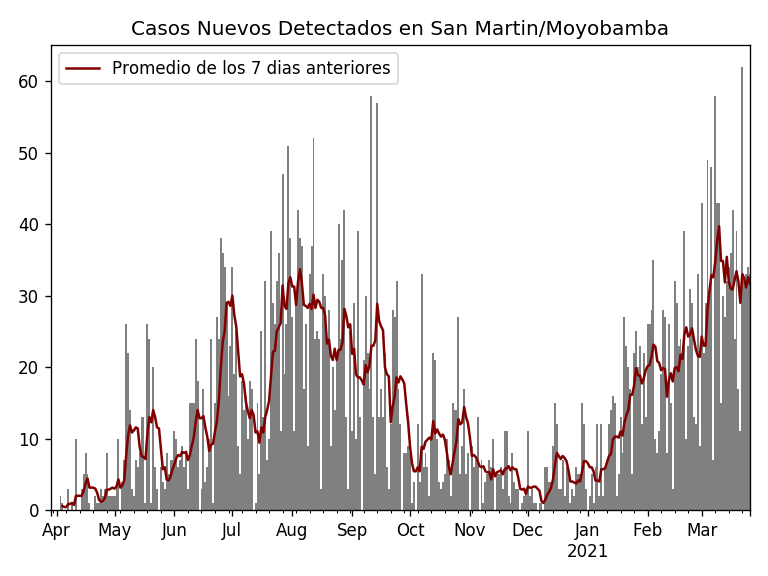 Casos Nuevos Detectados en San Martin/Moyobamba
Promedio de los 7 dias anteriores
60
50
40
30
20
10
0
Apr May Jun Jul Aug Sep Oct Nov Dec Jan Feb Mar
2021